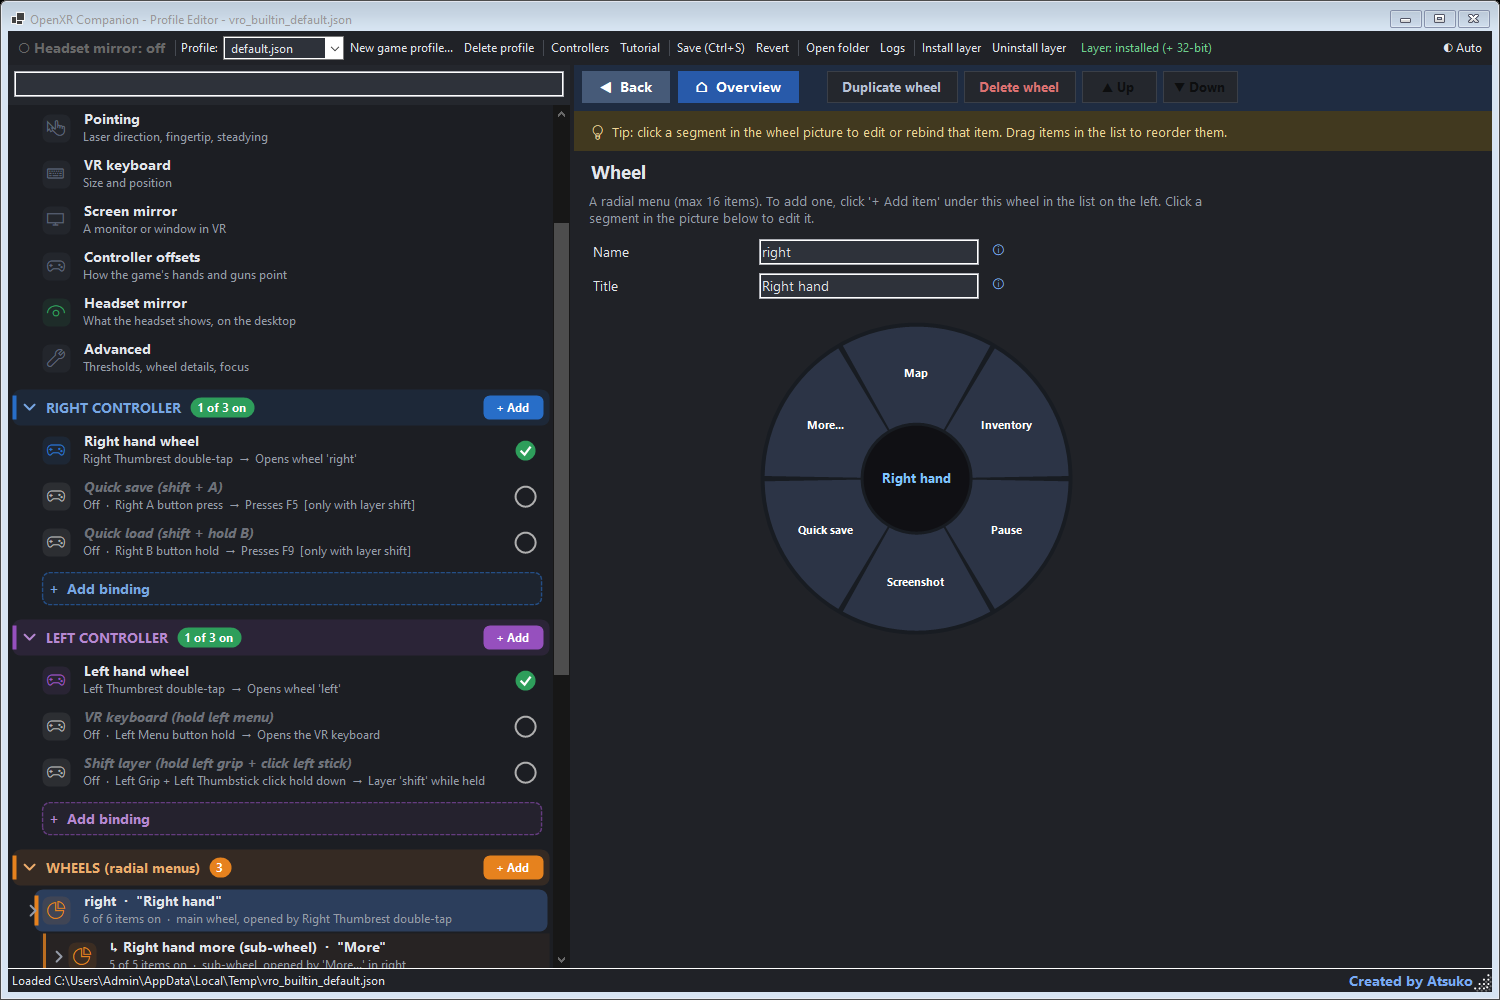 OpenXR Companion - Profile Editor - vro_builtin_default.json
Headset mirror: off
Profile:
default.json
New game profile...
Delete profile
Controllers
Tutorial
Save (Ctrl+S)
Revert
Open folder
Logs
Install layer
Uninstall layer
Layer: installed (+ 32-bit)
Auto
Back
Overview
Duplicate wheel
Delete wheel
Up
Down
Tip: click a segment in the wheel picture to edit or rebind that item. Drag items in the list to reorder them.
Pointing
Laser direction, fingertip, steadying
VR keyboard
Size and position
Screen mirror
A monitor or window in VR
Controller offsets
How the game's hands and guns point
Headset mirror
What the headset shows, on the desktop
Advanced
Thresholds, wheel details, focus
RIGHT CONTROLLER
1 of 3 on
+ Add
Right hand wheel
Right Thumbrest double-tap → Opens wheel 'right'
Quick save (shift + A)
Off · Right A button press → Presses F5 [only with layer shift]
Quick load (shift + hold B)
Off · Right B button hold → Presses F9 [only with layer shift]
+ Add binding
LEFT CONTROLLER
1 of 3 on
+ Add
Left hand wheel
Left Thumbrest double-tap → Opens wheel 'left'
VR keyboard (hold left menu)
Off · Left Menu button hold → Opens the VR keyboard
Shift layer (hold left grip + click left stick)
Off · Left Grip + Left Thumbstick click hold down → Layer 'shift' while held
+ Add binding
WHEELS (radial menus)
3
+ Add
right · "Right hand"
6 of 6 items on · main wheel, opened by Right Thumbrest double-tap
↳ Right hand more (sub-wheel) · "More"
5 of 5 items on · sub-wheel, opened by 'More...' in right
Wheel
A radial menu (max 16 items). To add one, click '+ Add item' under this wheel in the list on the left. Click a
segment in the picture below to edit it.
Name
right
Title
Right hand
Map
More...
Inventory
Right hand
Quick save
Pause
Screenshot
Loaded C:\Users\Admin\AppData\Local\Temp\vro_builtin_default.json
Created by Atsuko